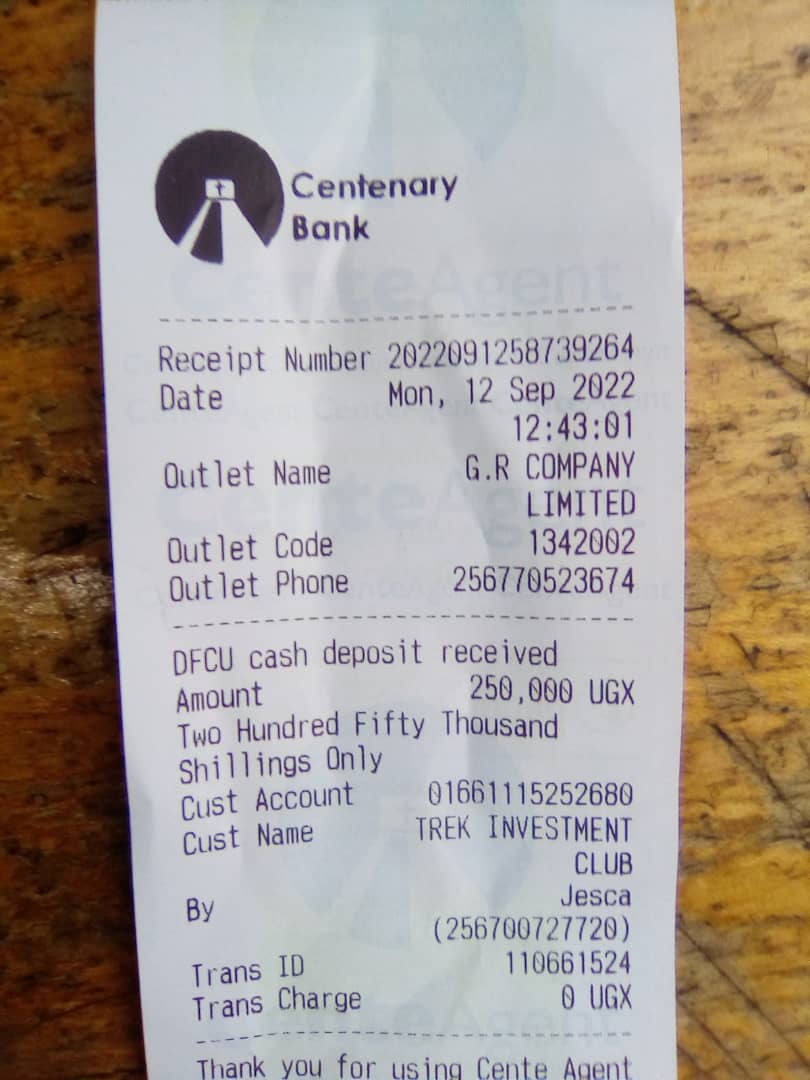 Centenary
Bank
Receipt Number 2022091258739264
Date Mon, 12 Sep 2022
12:43:01
Outlet Name G.R COMPANY
LIMITED
Outlet Code 1342002
Outlet Phone 256770523674
DFCU cash deposit received
Amount 250,000 UGX
Two Hundred Fifty Thousand
Shillings Only
Cust Account 01661115252680
Cust Name TREK INVESTMENT
CLUB
By Jesca
(256700727720)
Trans ID 110661524
Trans Charge 0 UGX
Thank you for using Cente Agent